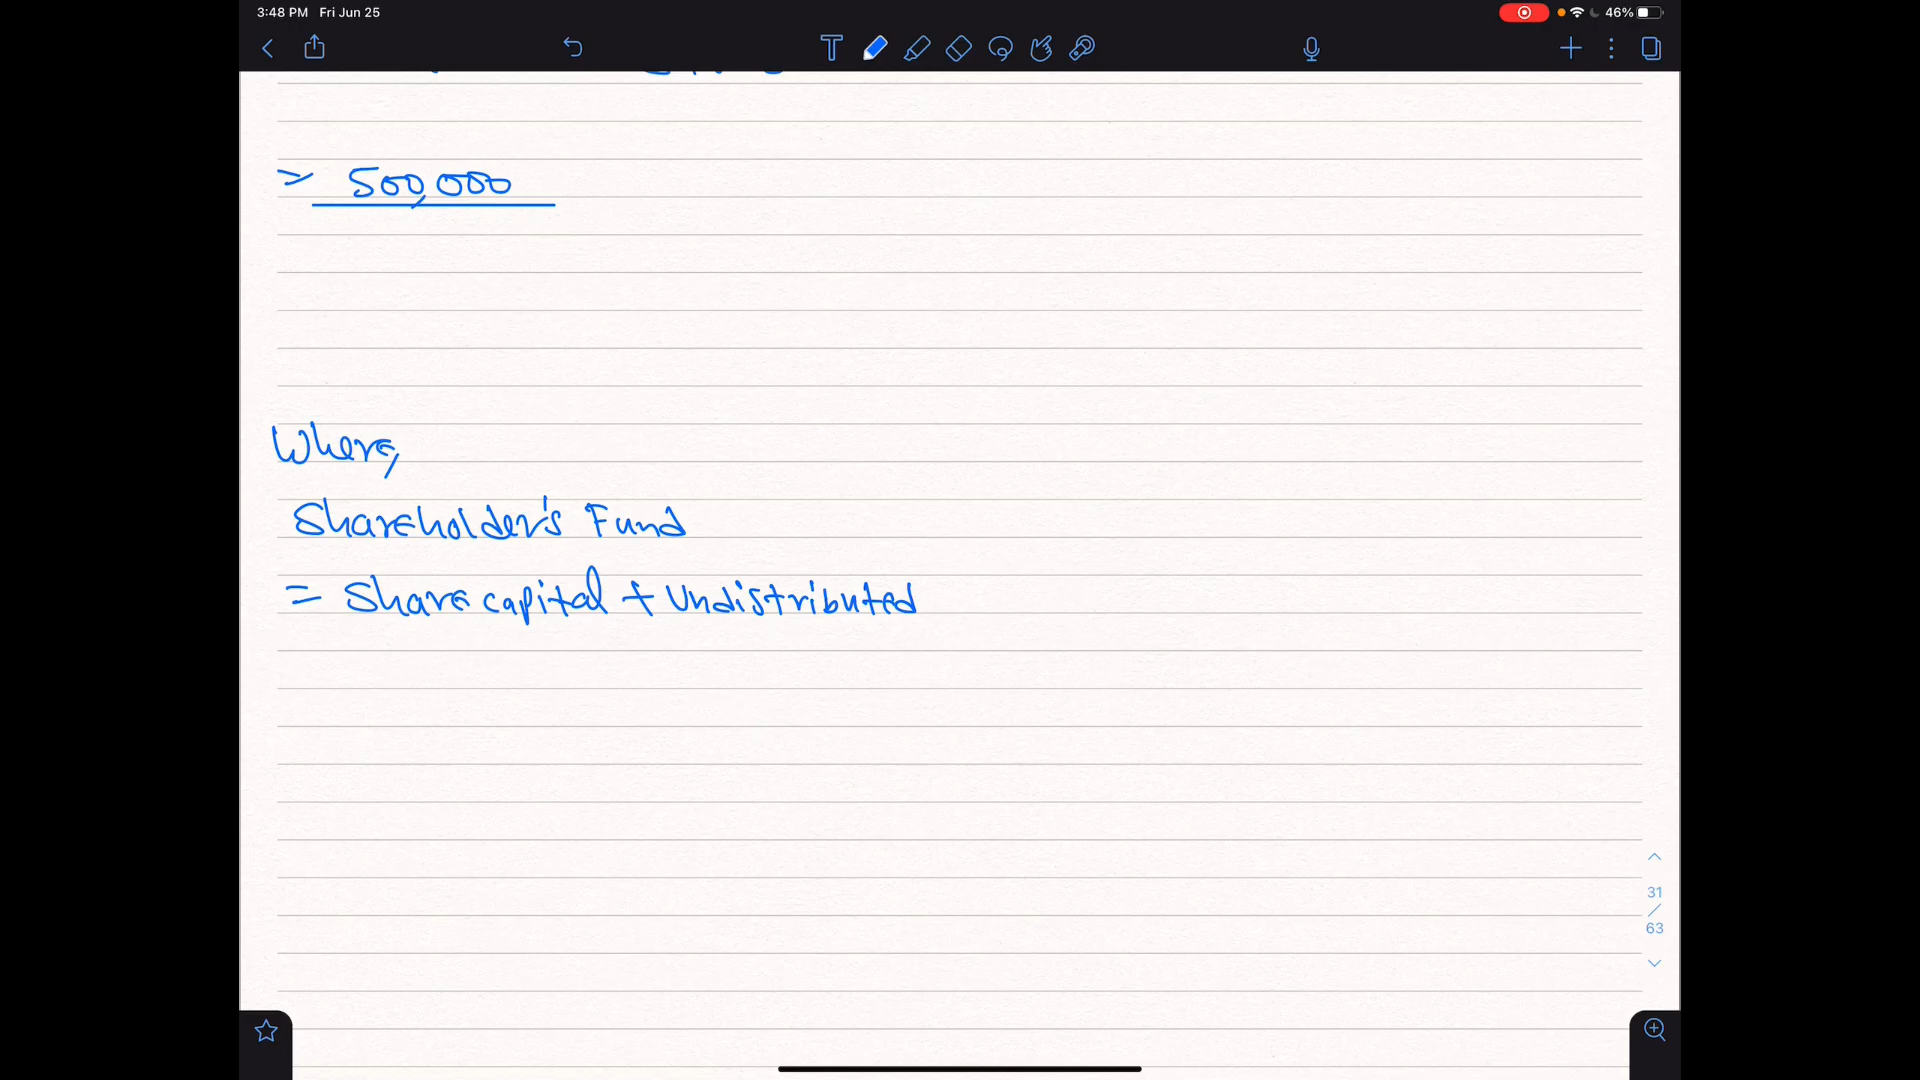 3:48 PM Fri Jun 25
46%
T
= 500,000
Where,
Shareholder's Fund
= Share capital + Undistributed
31
/
63